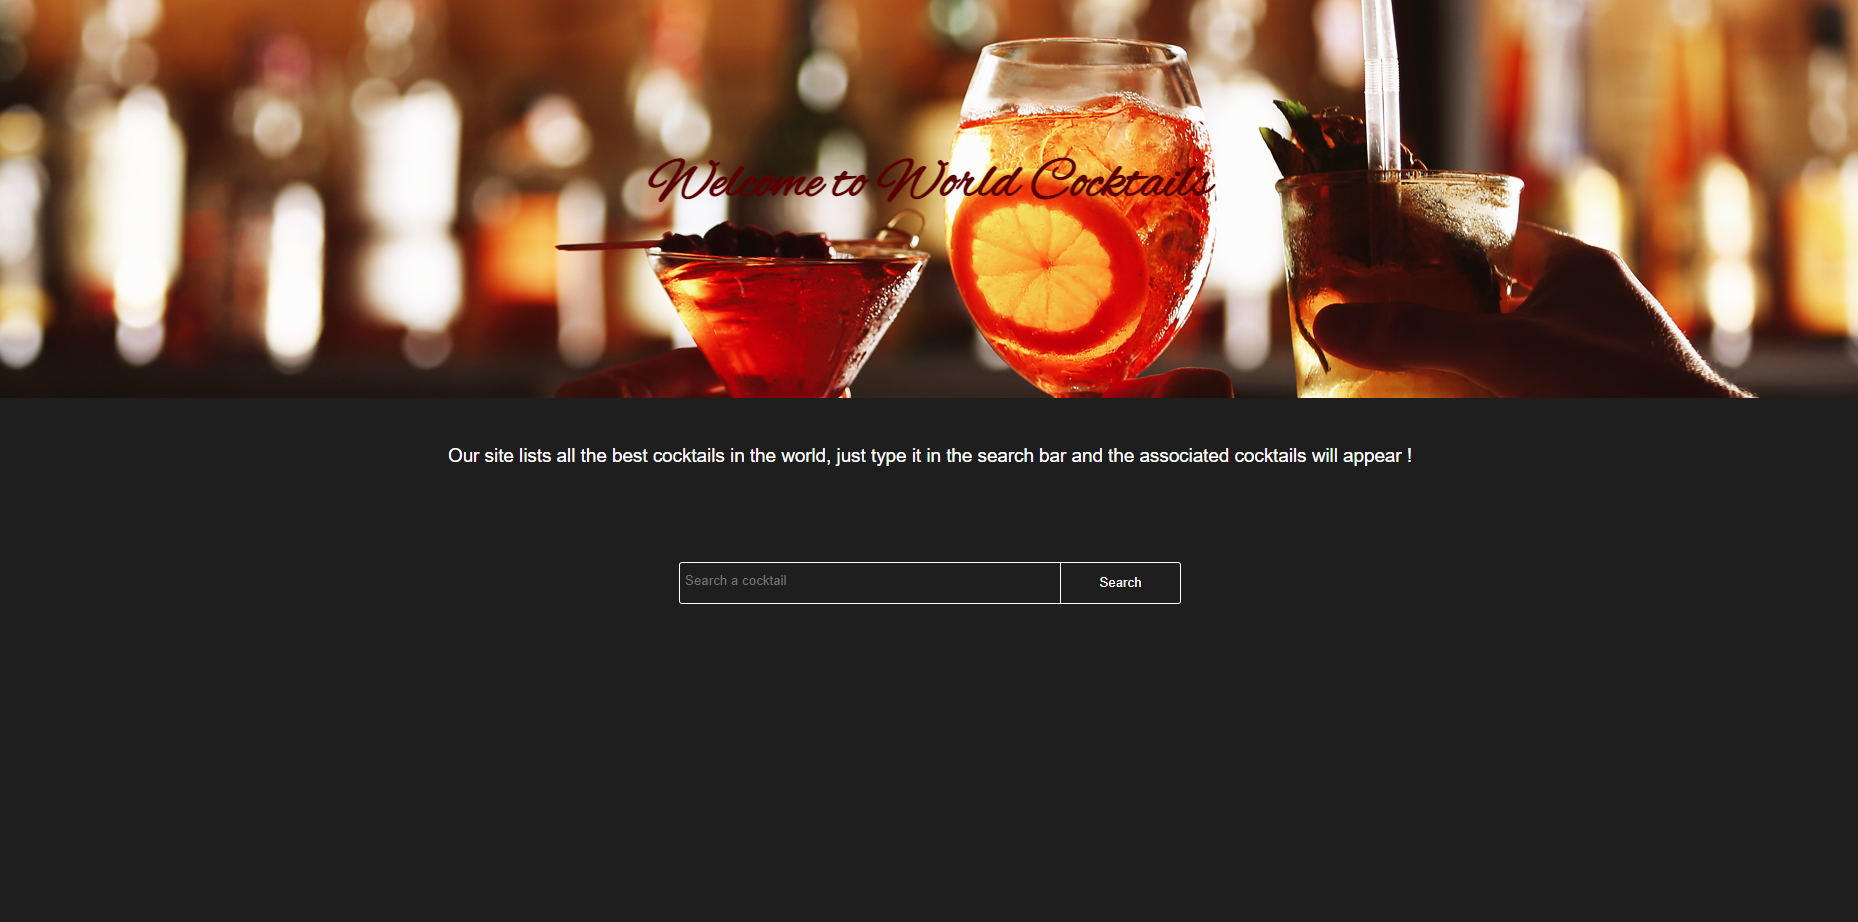 Welcome to World Cocktails
Our site lists all the best cocktails in the world, just type it in the search bar and the associated cocktails will appear !
Search a cocktail
Search